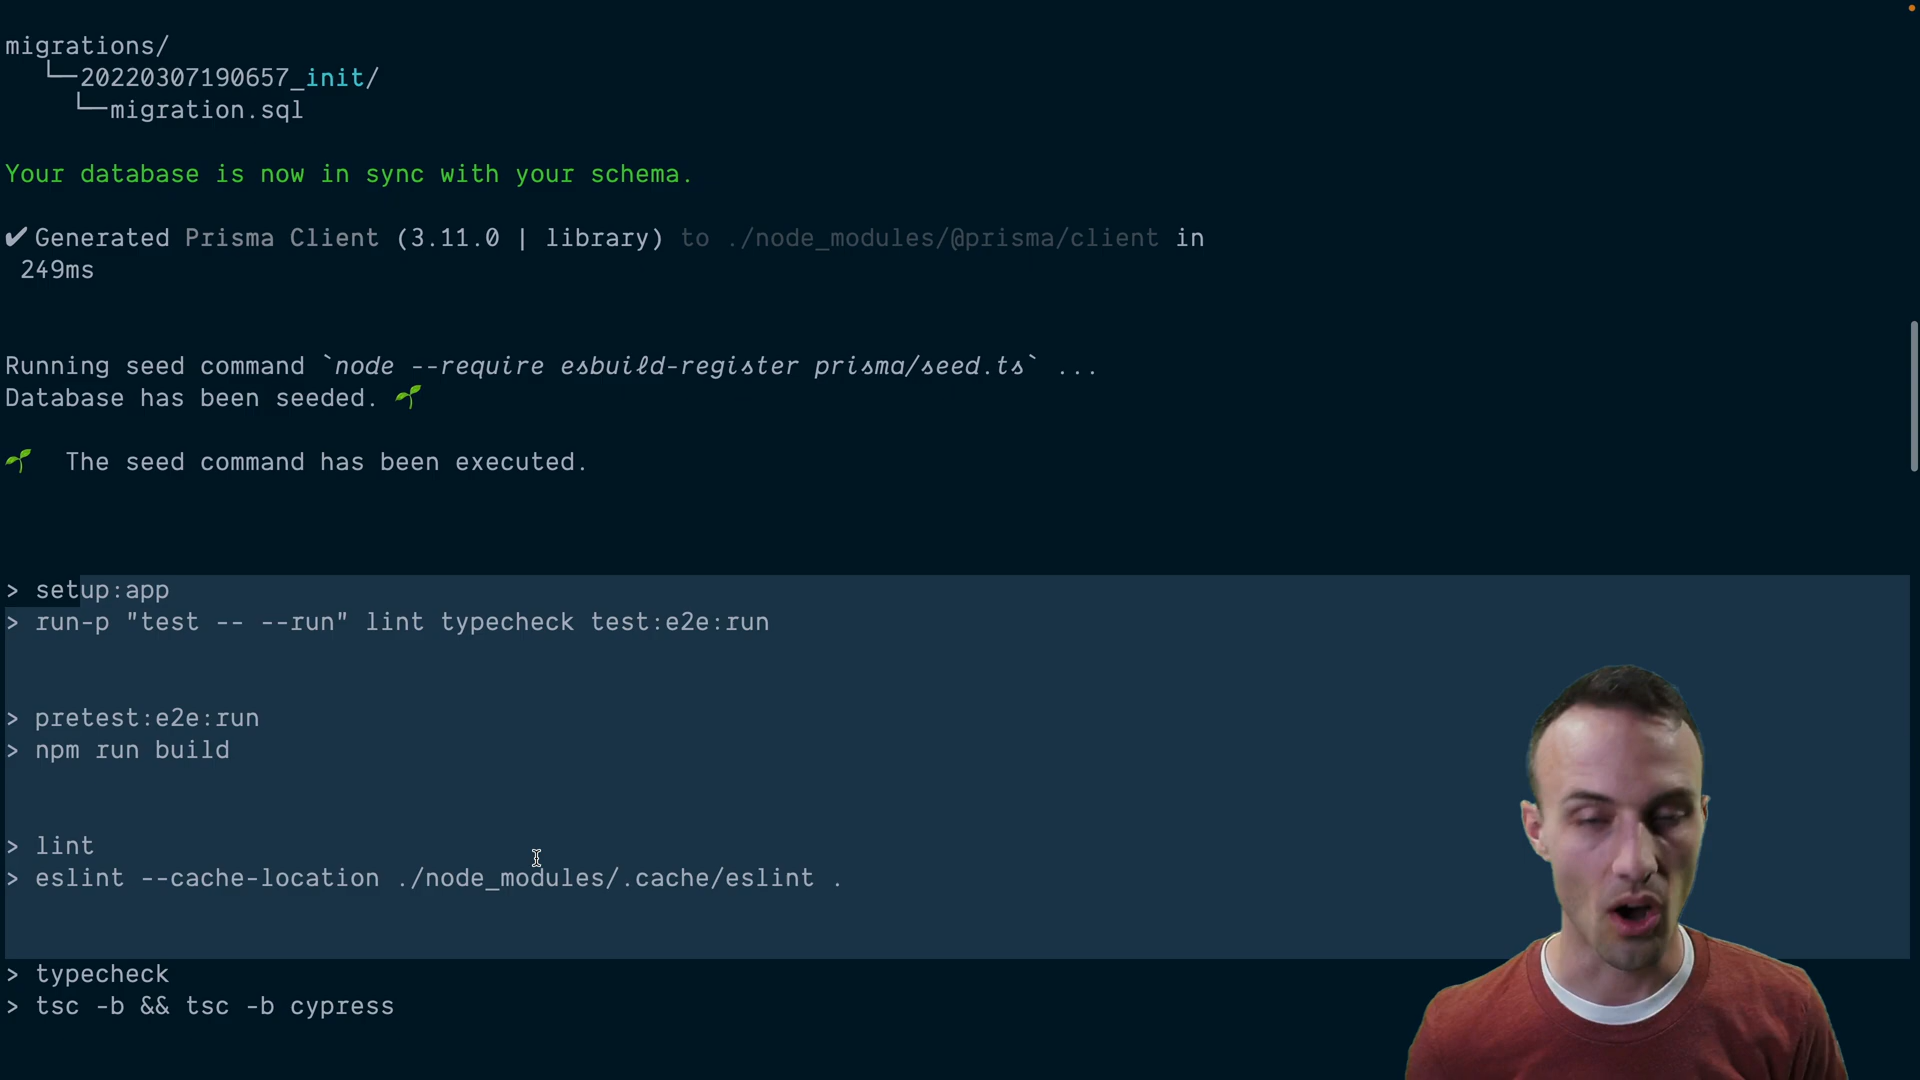 migrations/
└─20220307190657_init/
└─migration.sql
Your database is now in sync with your schema.
✔ Generated Prisma Client (3.11.0 | library) to ./node_modules/@prisma/client in
249ms
Running seed command `node --require esbuild-register prisma/seed.ts` ...
Database has been seeded. 🌱
🌱 The seed command has been executed.
> setup:app
> run-p "test -- --run" lint typecheck test:e2e:run
> pretest:e2e:run
> npm run build
> lint
> eslint --cache-location ./node_modules/.cache/eslint .
> typecheck
> tsc -b && tsc -b cypress